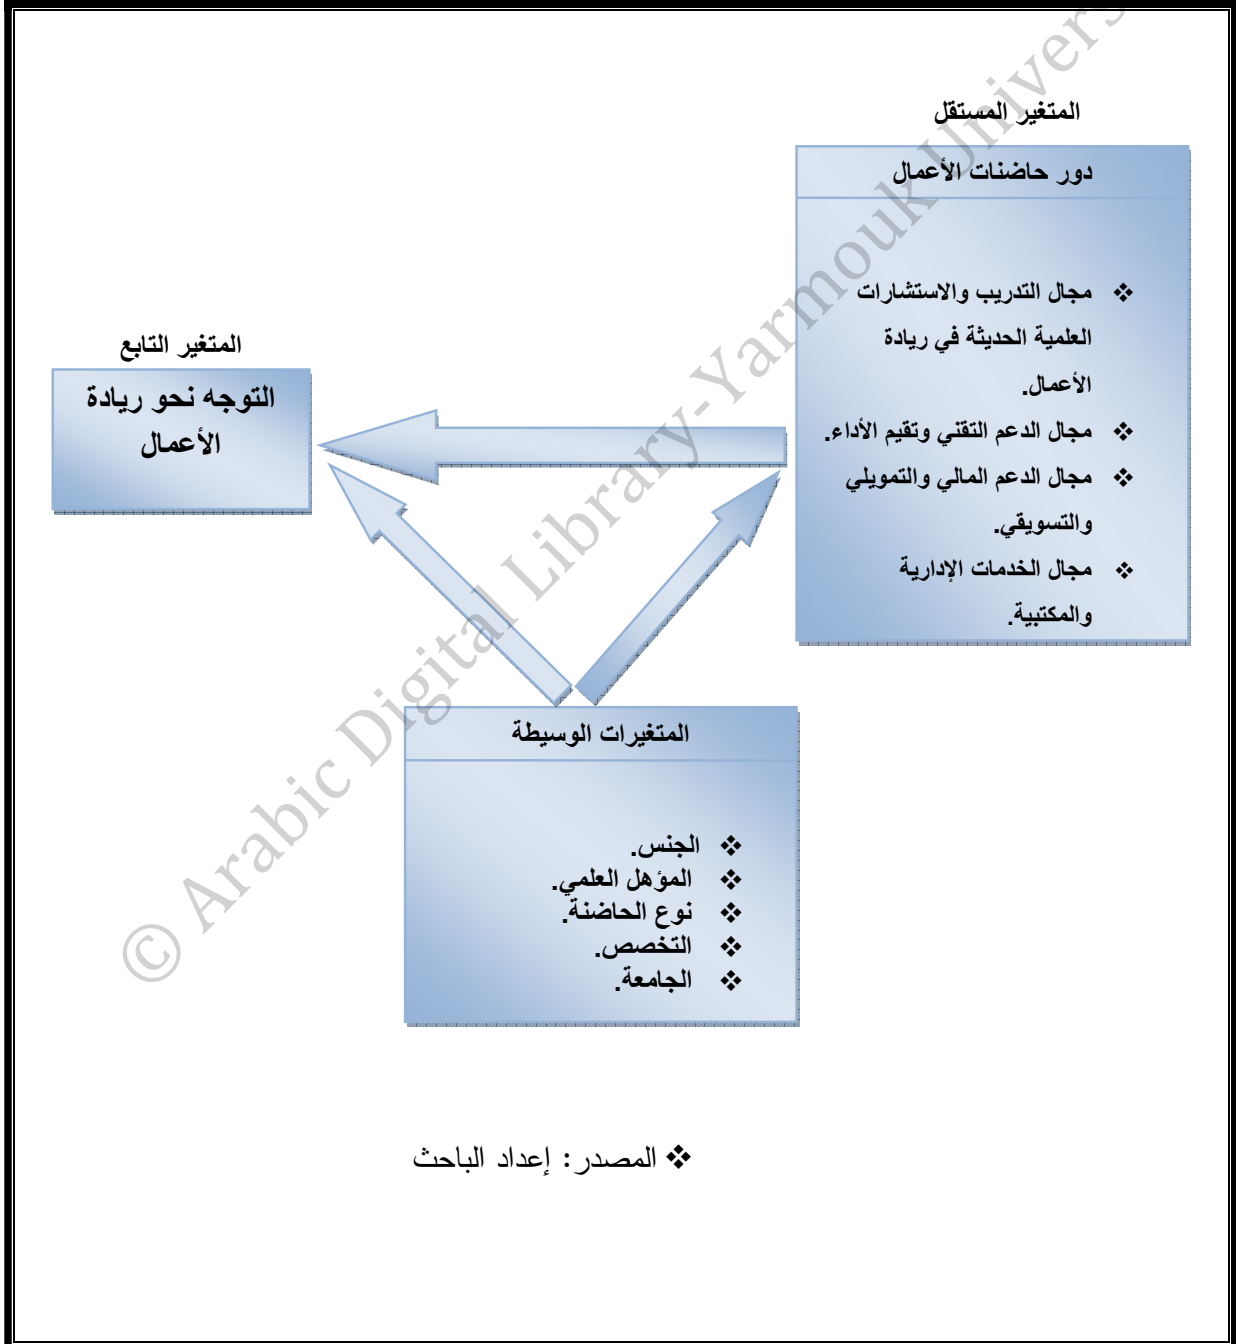 المتغير المستقل
دور حاضنات الأعمال
❖ مجال التدريب والاستشارات
العلمية الحديثة في ريادة
الأعمال.
❖ مجال الدعم التقني وتقيم الأداء.
❖ مجال الدعم المالي والتمويلي
والتسويقي.
❖ مجال الخدمات الإدارية
والمكتبية.
المتغير التابع
التوجه نحو ريادة
الأعمال
المتغيرات الوسيطة
❖ الجنس.
❖ المؤهل العلمي.
❖ نوع الحاضنة.
❖ التخصص.
❖ الجامعة.
❖ المصدر: إعداد الباحث
© Arabic Digital Library-Yarmouk Univers